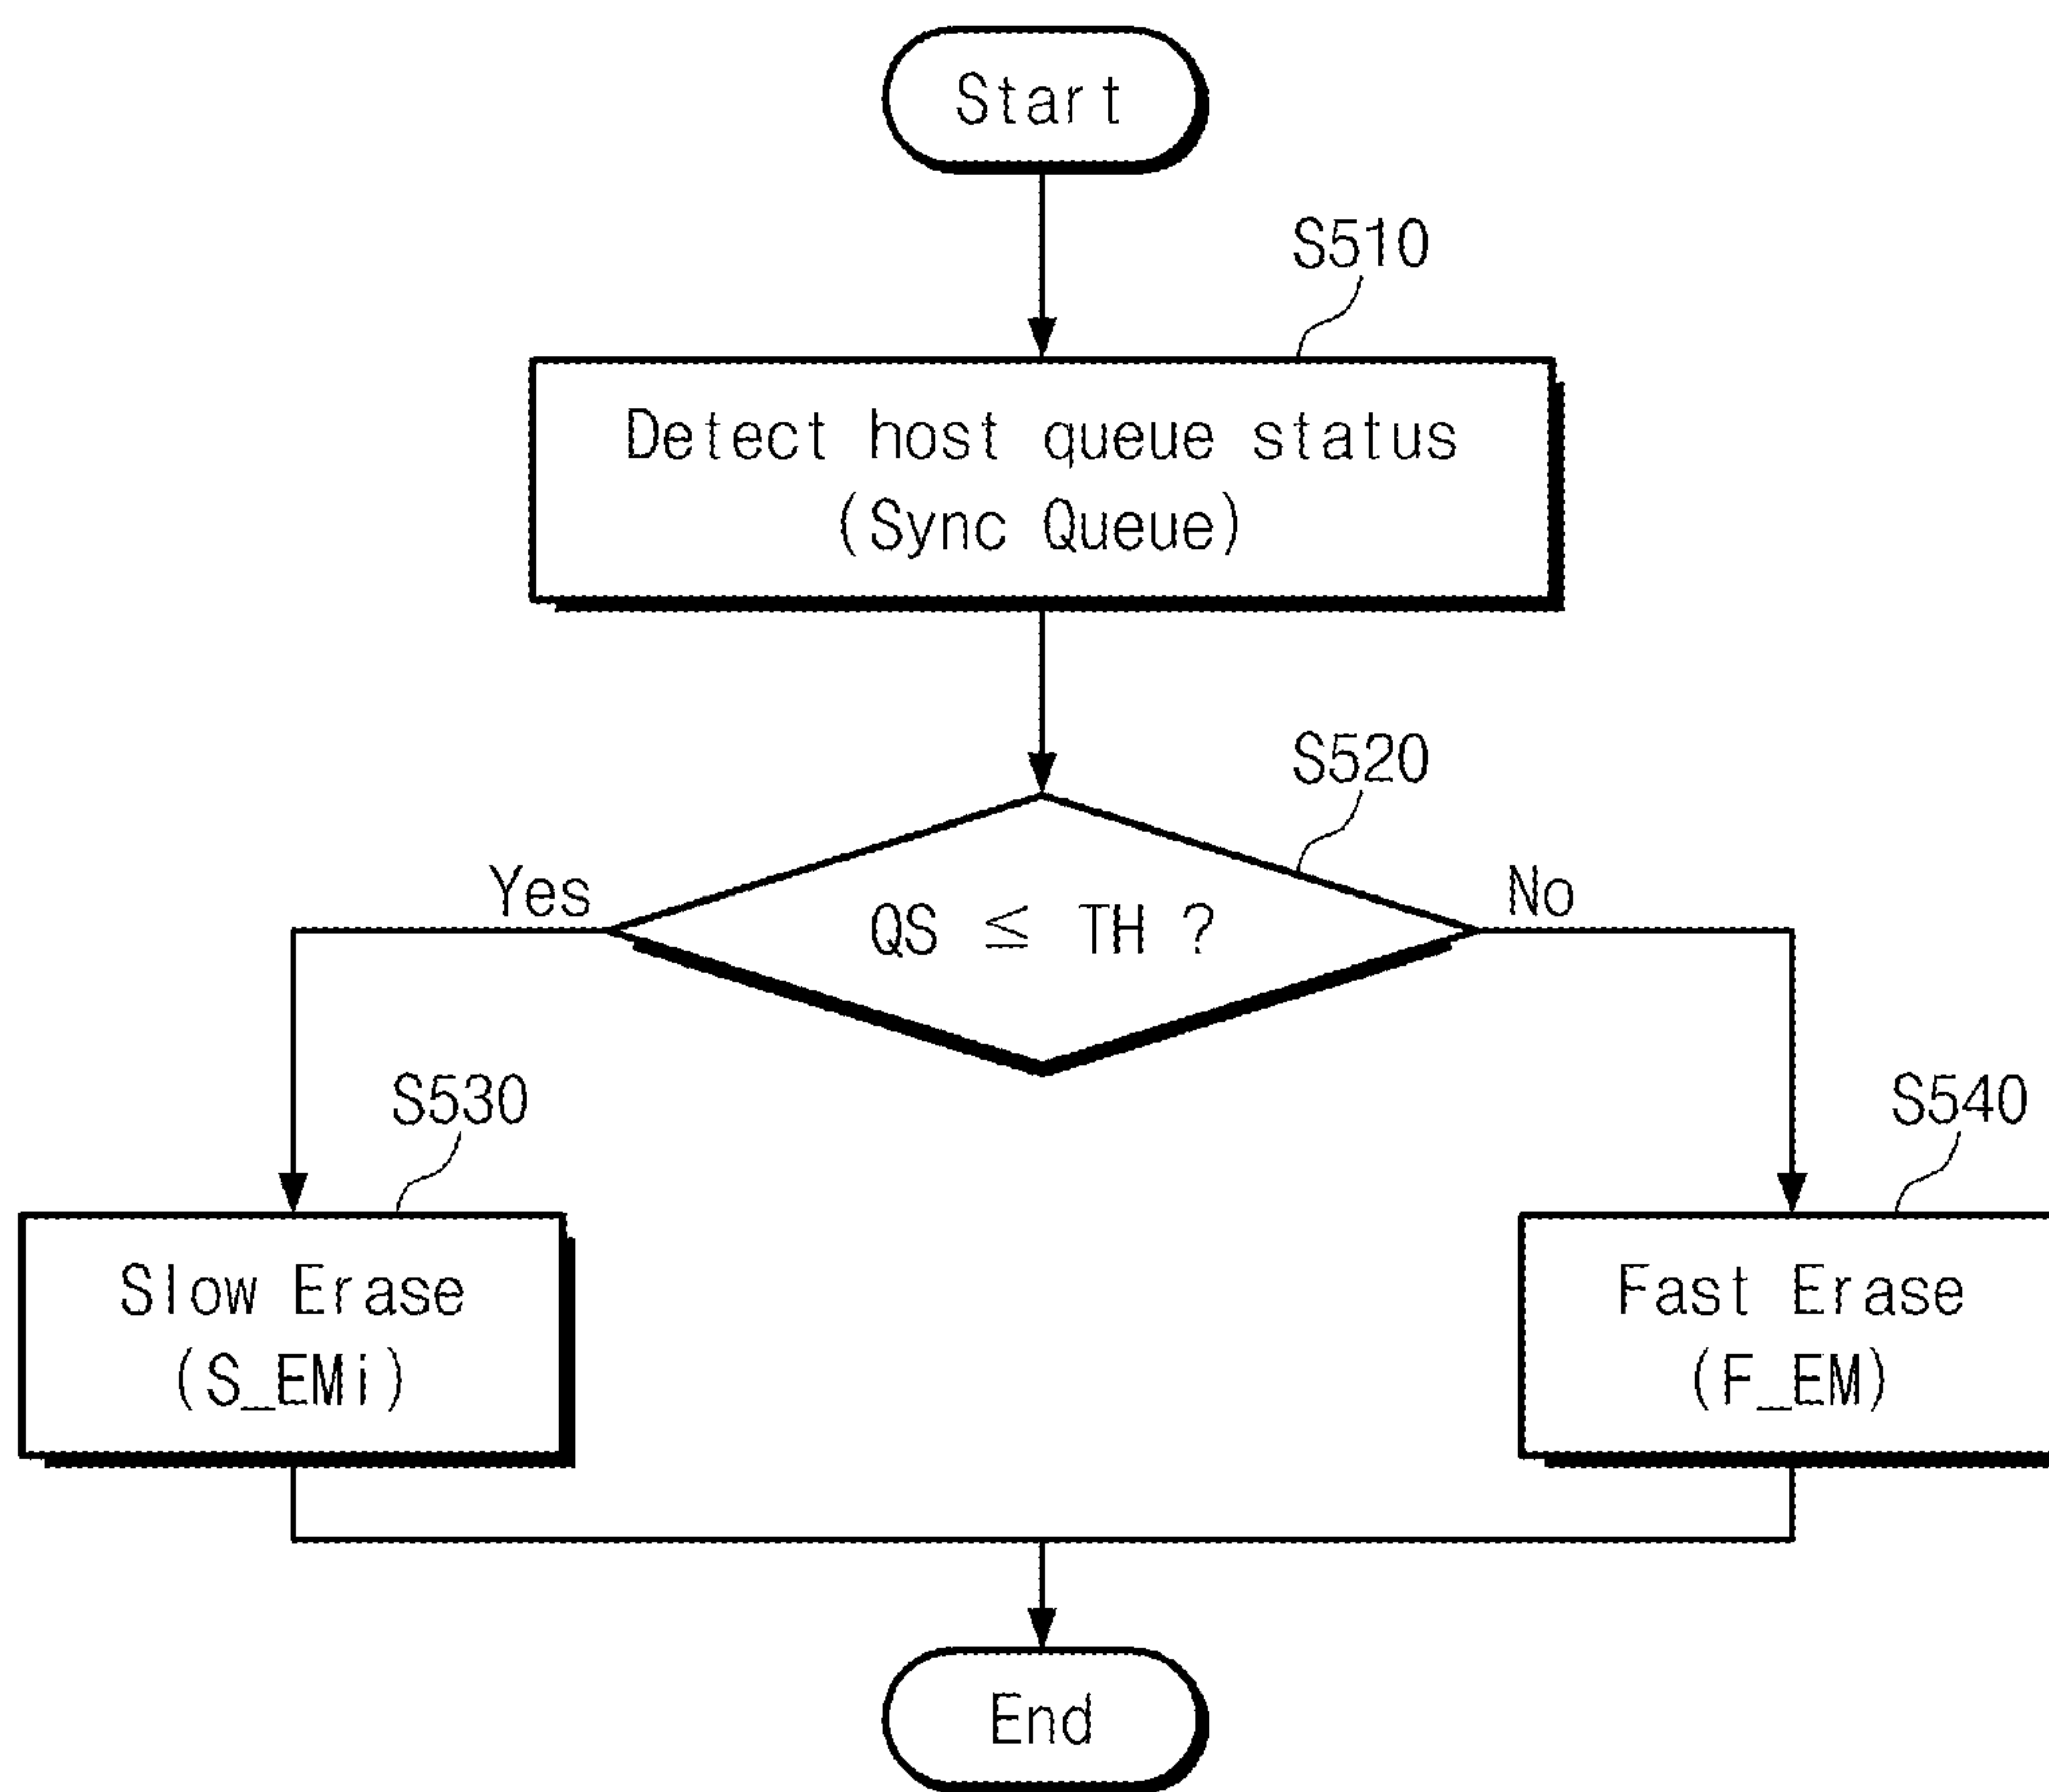 Start
S510
Detect host queue status
(Sync Queue)
S520
Yes
QS ≤ TH ?
No
S530
S540
Slow Erase
(S_EMi)
Fast Erase
(F_EM)
End